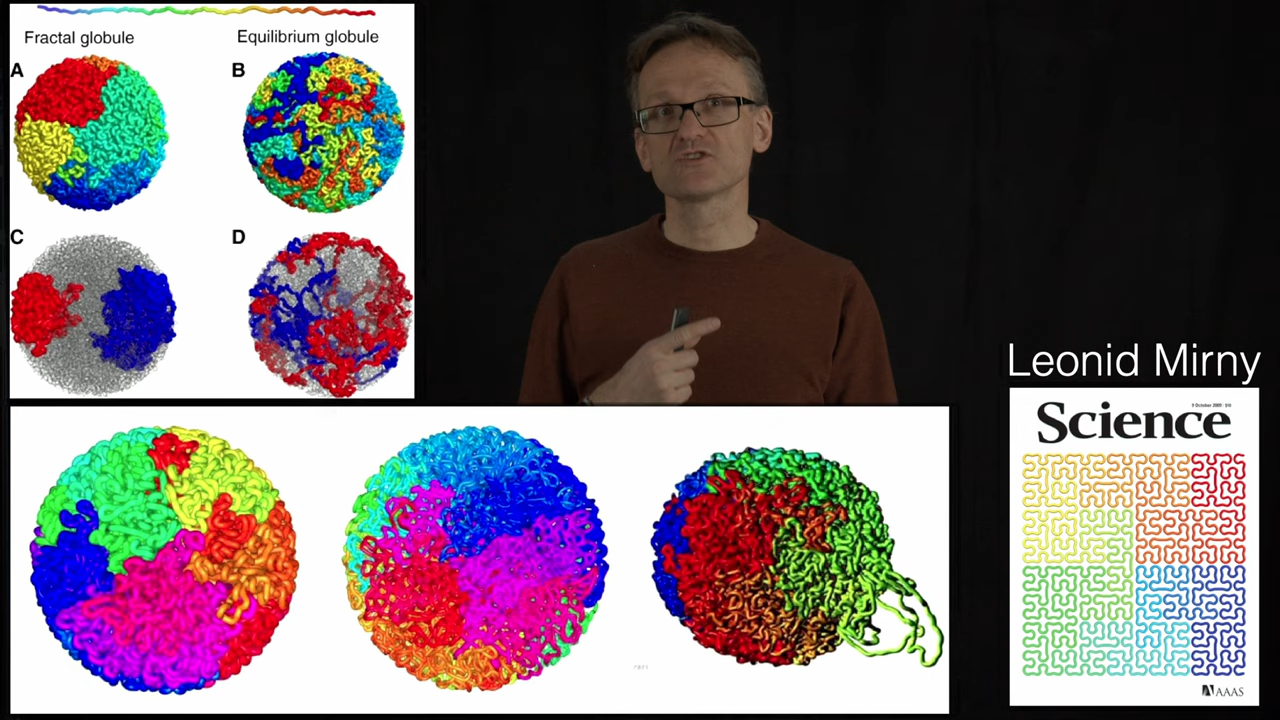 Fractal globule
Equilibrium globule
A
B
C
D
Leonid Mirny
Science
AAAS